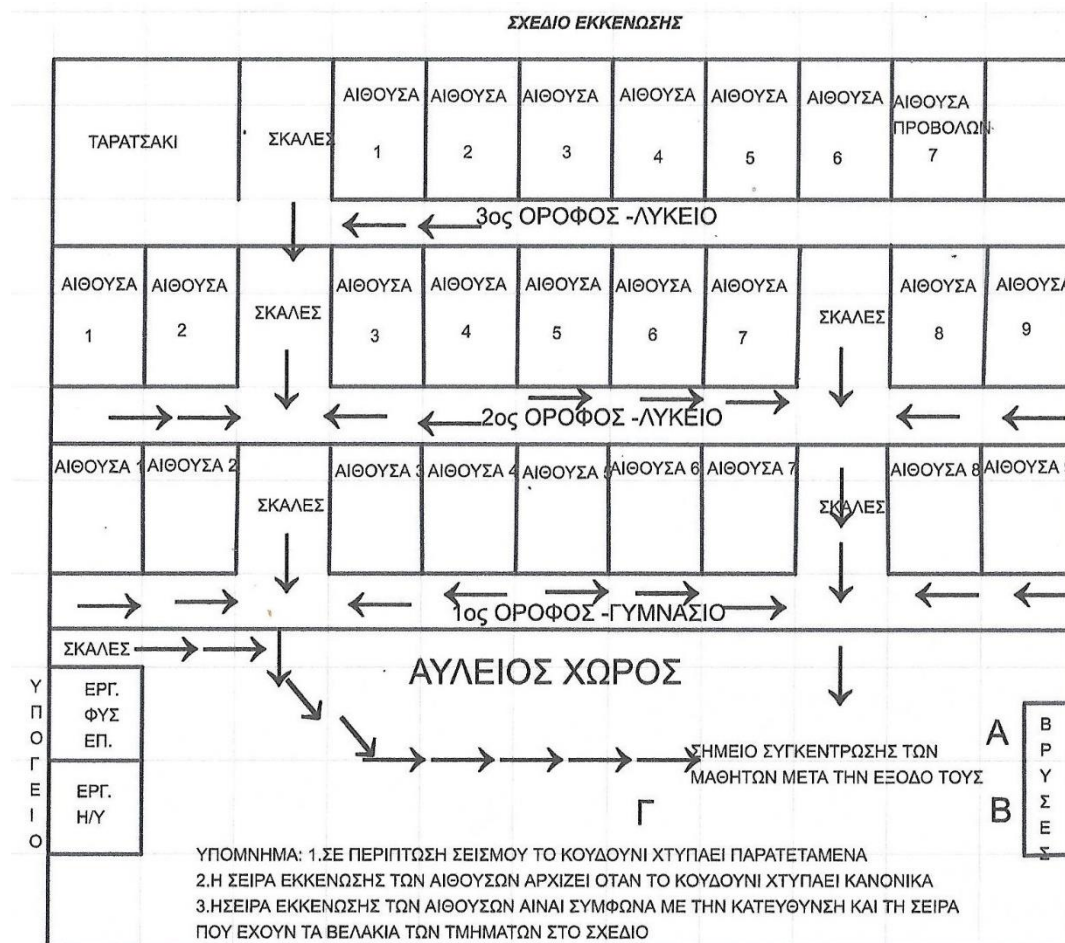 ΣΧΕΔΙΟ ΕΚΚΕΝΩΣΗΣ
ΤΑΡΑΤΣΑΚΙ
ΣΚΑΛΕΣ
ΑΙΘΟΥΣΑ 1
ΑΙΘΟΥΣΑ 2
ΑΙΘΟΥΣΑ 3
ΑΙΘΟΥΣΑ 4
ΑΙΘΟΥΣΑ 5
ΑΙΘΟΥΣΑ 6
ΑΙΘΟΥΣΑ
ΠΡΟΒΟΛΩΝ
7
3ος ΟΡΟΦΟΣ -ΛΥΚΕΙΟ
ΑΙΘΟΥΣΑ 1
ΑΙΘΟΥΣΑ 2
ΣΚΑΛΕΣ
ΑΙΘΟΥΣΑ 3
ΑΙΘΟΥΣΑ 4
ΑΙΘΟΥΣΑ 5
ΑΙΘΟΥΣΑ 6
ΑΙΘΟΥΣΑ 7
ΣΚΑΛΕΣ
ΑΙΘΟΥΣΑ 8
ΑΙΘΟΥΣΑ 9
2ος ΟΡΟΦΟΣ -ΛΥΚΕΙΟ
ΑΙΘΟΥΣΑ 1
ΑΙΘΟΥΣΑ 2
ΣΚΑΛΕΣ
ΑΙΘΟΥΣΑ 3
ΑΙΘΟΥΣΑ 4
ΑΙΘΟΥΣΑ 5
ΑΙΘΟΥΣΑ 6
ΑΙΘΟΥΣΑ 7
ΣΚΑΛΕΣ
ΑΙΘΟΥΣΑ 8
ΑΙΘΟΥΣΑ
1ος ΟΡΟΦΟΣ -ΓΥΜΝΑΣΙΟ
ΣΚΑΛΕΣ
ΑΥΛΕΙΟΣ ΧΩΡΟΣ
ΥΠΟΓΕΙΟ
ΕΡΓ.
ΦΥΣ
ΕΠ.
ΕΡΓ.
Η/Υ
ΣΗΜΕΙΟ ΣΥΓΚΕΝΤΡΩΣΗΣ ΤΩΝ
ΜΑΘΗΤΩΝ ΜΕΤΑ ΤΗΝ ΕΞΟΔΟ ΤΟΥΣ
Α
Β
Γ
ΒΡΥΣΕΣ
ΥΠΟΜΝΗΜΑ: 1.ΣΕ ΠΕΡΙΠΤΩΣΗ ΣΕΙΣΜΟΥ ΤΟ ΚΟΥΔΟΥΝΙ ΧΤΥΠΑΕΙ ΠΑΡΑΤΕΤΑΜΕΝΑ
2.Η ΣΕΙΡΑ ΕΚΚΕΝΩΣΗΣ ΤΩΝ ΑΙΘΟΥΣΩΝ ΑΡΧΙΖΕΙ ΟΤΑΝ ΤΟ ΚΟΥΔΟΥΝΙ ΧΤΥΠΑΕΙ ΚΑΝΟΝΙΚΑ
3.ΗΣΕΙΡΑ ΕΚΚΕΝΩΣΗΣ ΤΩΝ ΑΙΘΟΥΣΩΝ ΑΙΝΑΙ ΣΥΜΦΩΝΑ ΜΕ ΤΗΝ ΚΑΤΕΥΘΥΝΣΗ ΚΑΙ ΤΗ ΣΕΙΡΑ
ΠΟΥ ΕΧΟΥΝ ΤΑ ΒΕΛΑΚΙΑ ΤΩΝ ΤΜΗΜΑΤΩΝ ΣΤΟ ΣΧΕΔΙΟ